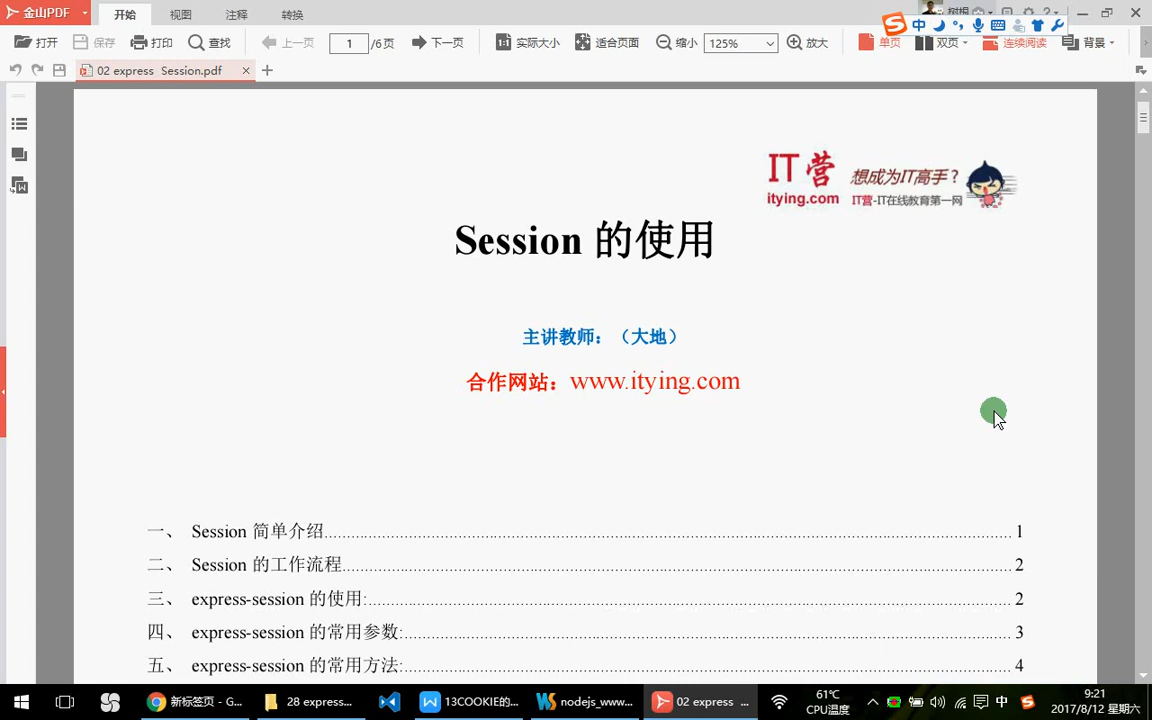 金山PDF
开始
视图
注释
转换
树根
中
打开
保存
打印
查找
上一页
1
/6页
下一页
实际大小
适合页面
缩小
125%
放大
单页
双页
连续阅读
背景
02 express Session.pdf
IT 营
itying.com
想成为IT高手？
IT营-IT在线教育第一网
Session 的使用
主讲教师：（大地）
合作网站：www.itying.com
一、 Session 简单介绍 1
二、 Session 的工作流程 2
三、 express-session 的使用: 2
四、 express-session 的常用参数: 3
五、 express-session 的常用方法: 4
新标签页 - G...
28 express...
13COOKIE的...
nodejs_www...
02 express ...
61℃
CPU温度
中
9:21
2017/8/12 星期六